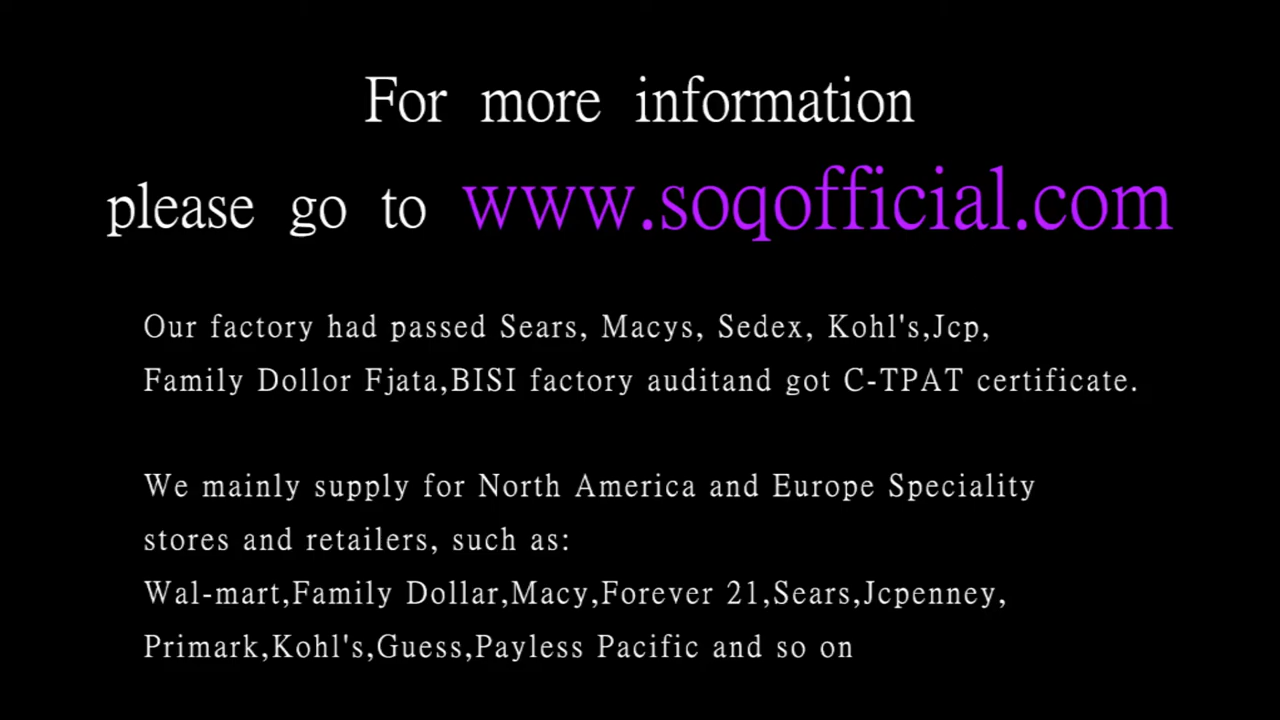 For more information
please go to www.soqofficial.com
Our factory had passed Sears, Macys, Sedex, Kohl's,Jcp,
Family Dollor Fjata,BISI factory auditand got C-TPAT certificate.
We mainly supply for North America and Europe Speciality
stores and retailers, such as:
Wal-mart,Family Dollar,Macy,Forever 21,Sears,Jcpenney,
Primark,Kohl's,Guess,Payless Pacific and so on